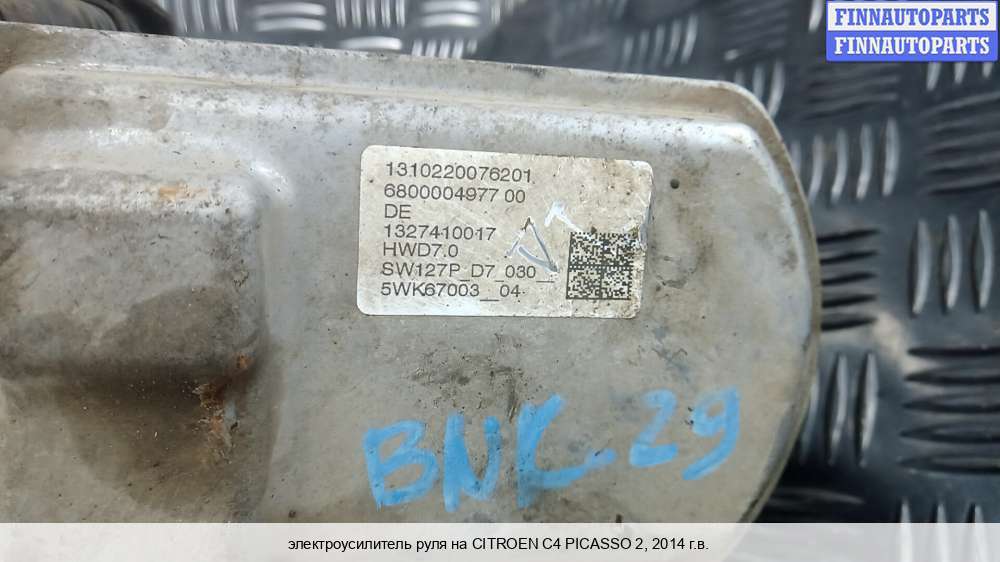 FINNAUTOPARTS
FINNAUTOPARTS
1310220076201
6800004977 00
DE
1327410017
HWD7.0
SW127P_D7_030_
5WK67003__04
BNK-29
электроусилитель руля на CITROEN C4 PICASSO 2, 2014 г.в.